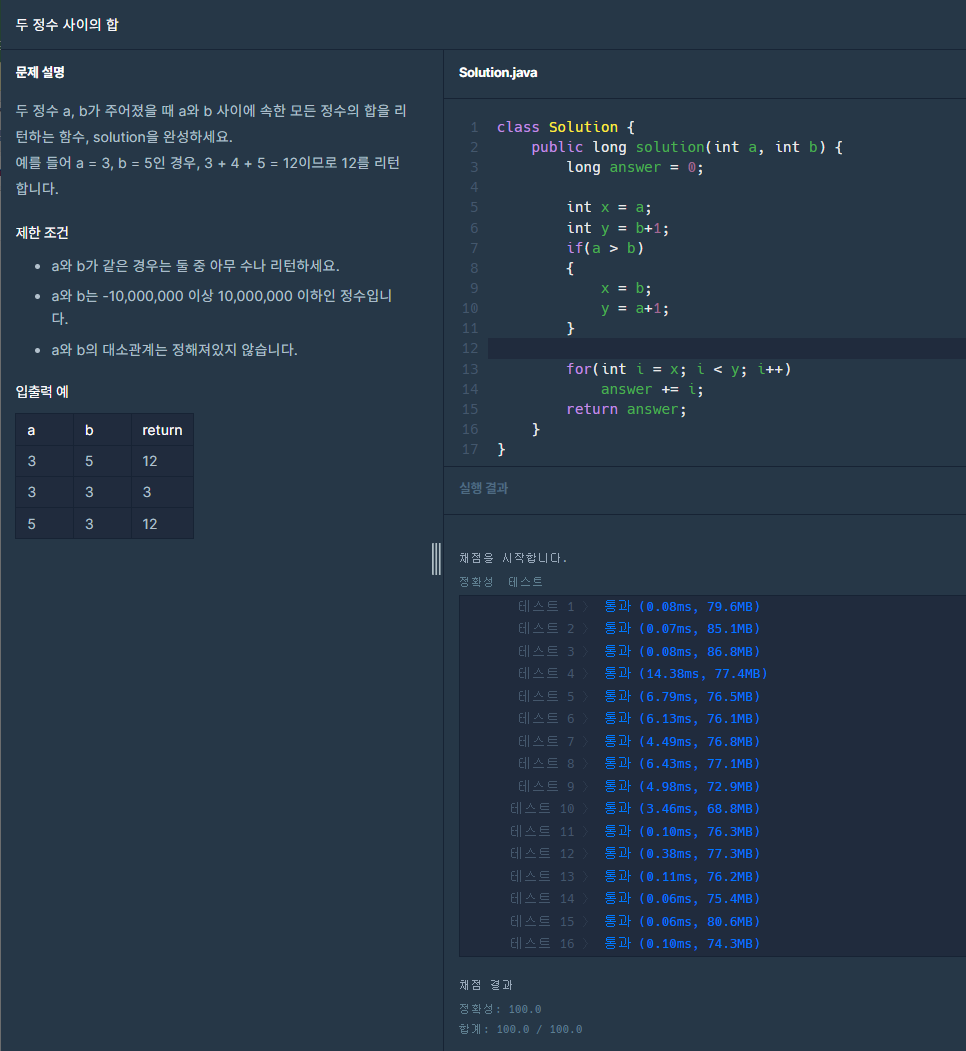 두 정수 사이의 합
문제 설명
두 정수 a, b가 주어졌을 때 a와 b 사이에 속한 모든 정수의 합을 리
턴하는 함수, solution을 완성하세요.
예를 들어 a = 3, b = 5인 경우, 3 + 4 + 5 = 12이므로 12를 리턴
합니다.
제한 조건
• a와 b가 같은 경우는 둘 중 아무 수나 리턴하세요.
• a와 b는 -10,000,000 이상 10,000,000 이하인 정수입니
다.
• a와 b의 대소관계는 정해져있지 않습니다.
입출력 예
a b return
3 5 12
3 3 3
5 3 12
Solution.java
1 class Solution {
2     public long solution(int a, int b) {
3         long answer = 0;
4
5         int x = a;
6         int y = b+1;
7         if(a > b)
8         {
9             x = b;
10             y = a+1;
11         }
12
13         for(int i = x; i < y; i++)
14             answer += i;
15         return answer;
16     }
17 }
실행 결과
채점을 시작합니다.
정확성 테스트
테스트 1 〉 통과 (0.08ms, 79.6MB)
테스트 2 〉 통과 (0.07ms, 85.1MB)
테스트 3 〉 통과 (0.08ms, 86.8MB)
테스트 4 〉 통과 (14.38ms, 77.4MB)
테스트 5 〉 통과 (6.79ms, 76.5MB)
테스트 6 〉 통과 (6.13ms, 76.1MB)
테스트 7 〉 통과 (4.49ms, 76.8MB)
테스트 8 〉 통과 (6.43ms, 77.1MB)
테스트 9 〉 통과 (4.98ms, 72.9MB)
테스트 10 〉 통과 (3.46ms, 68.8MB)
테스트 11 〉 통과 (0.10ms, 76.3MB)
테스트 12 〉 통과 (0.38ms, 77.3MB)
테스트 13 〉 통과 (0.11ms, 76.2MB)
테스트 14 〉 통과 (0.06ms, 75.4MB)
테스트 15 〉 통과 (0.06ms, 80.6MB)
테스트 16 〉 통과 (0.10ms, 74.3MB)
채점 결과
정확성: 100.0
합계: 100.0 / 100.0